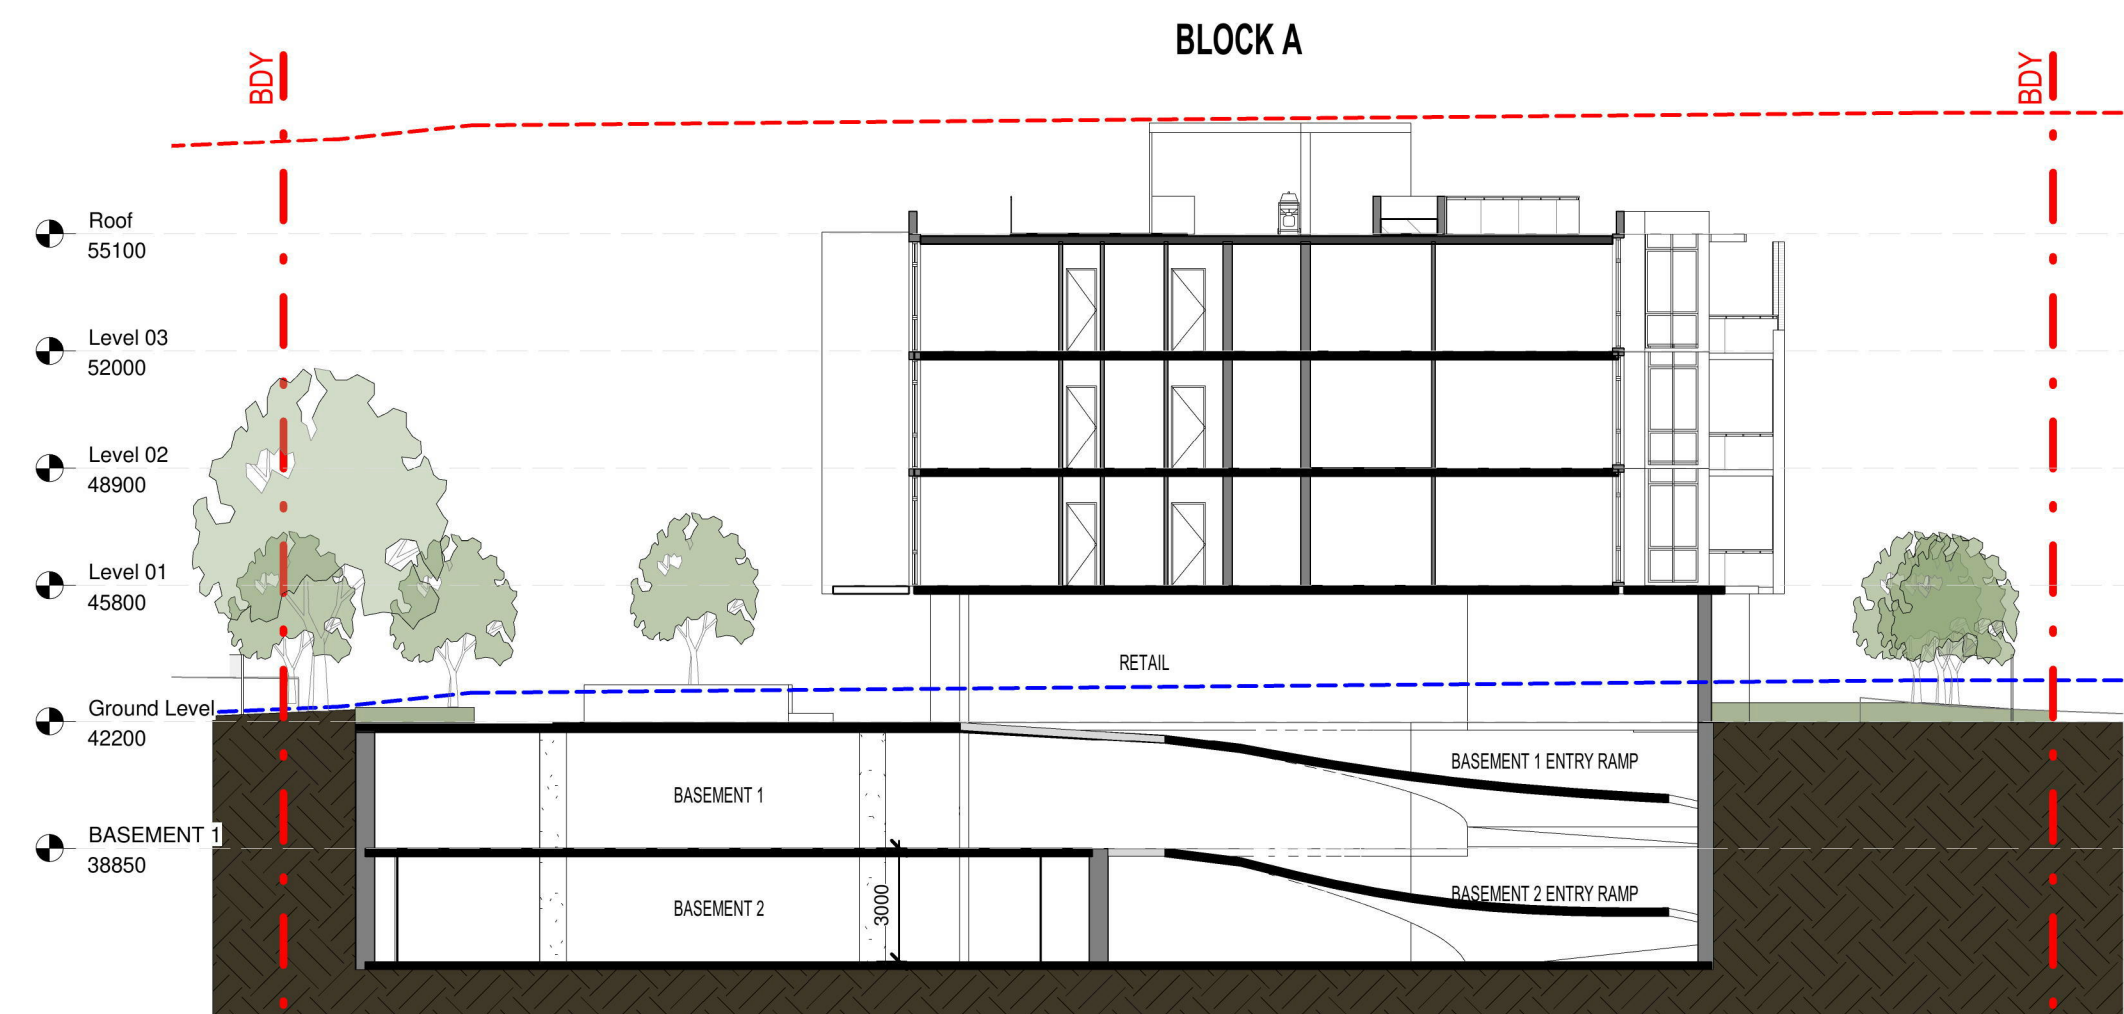 BLOCK A
BDY
BDY
Roof
55100
Level 03
52000
Level 02
48900
Level 01
45800
RETAIL
Ground Level
42200
BASEMENT 1 ENTRY RAMP
BASEMENT 1
BASEMENT 1
38850
BASEMENT 2 ENTRY RAMP
BASEMENT 2
3000